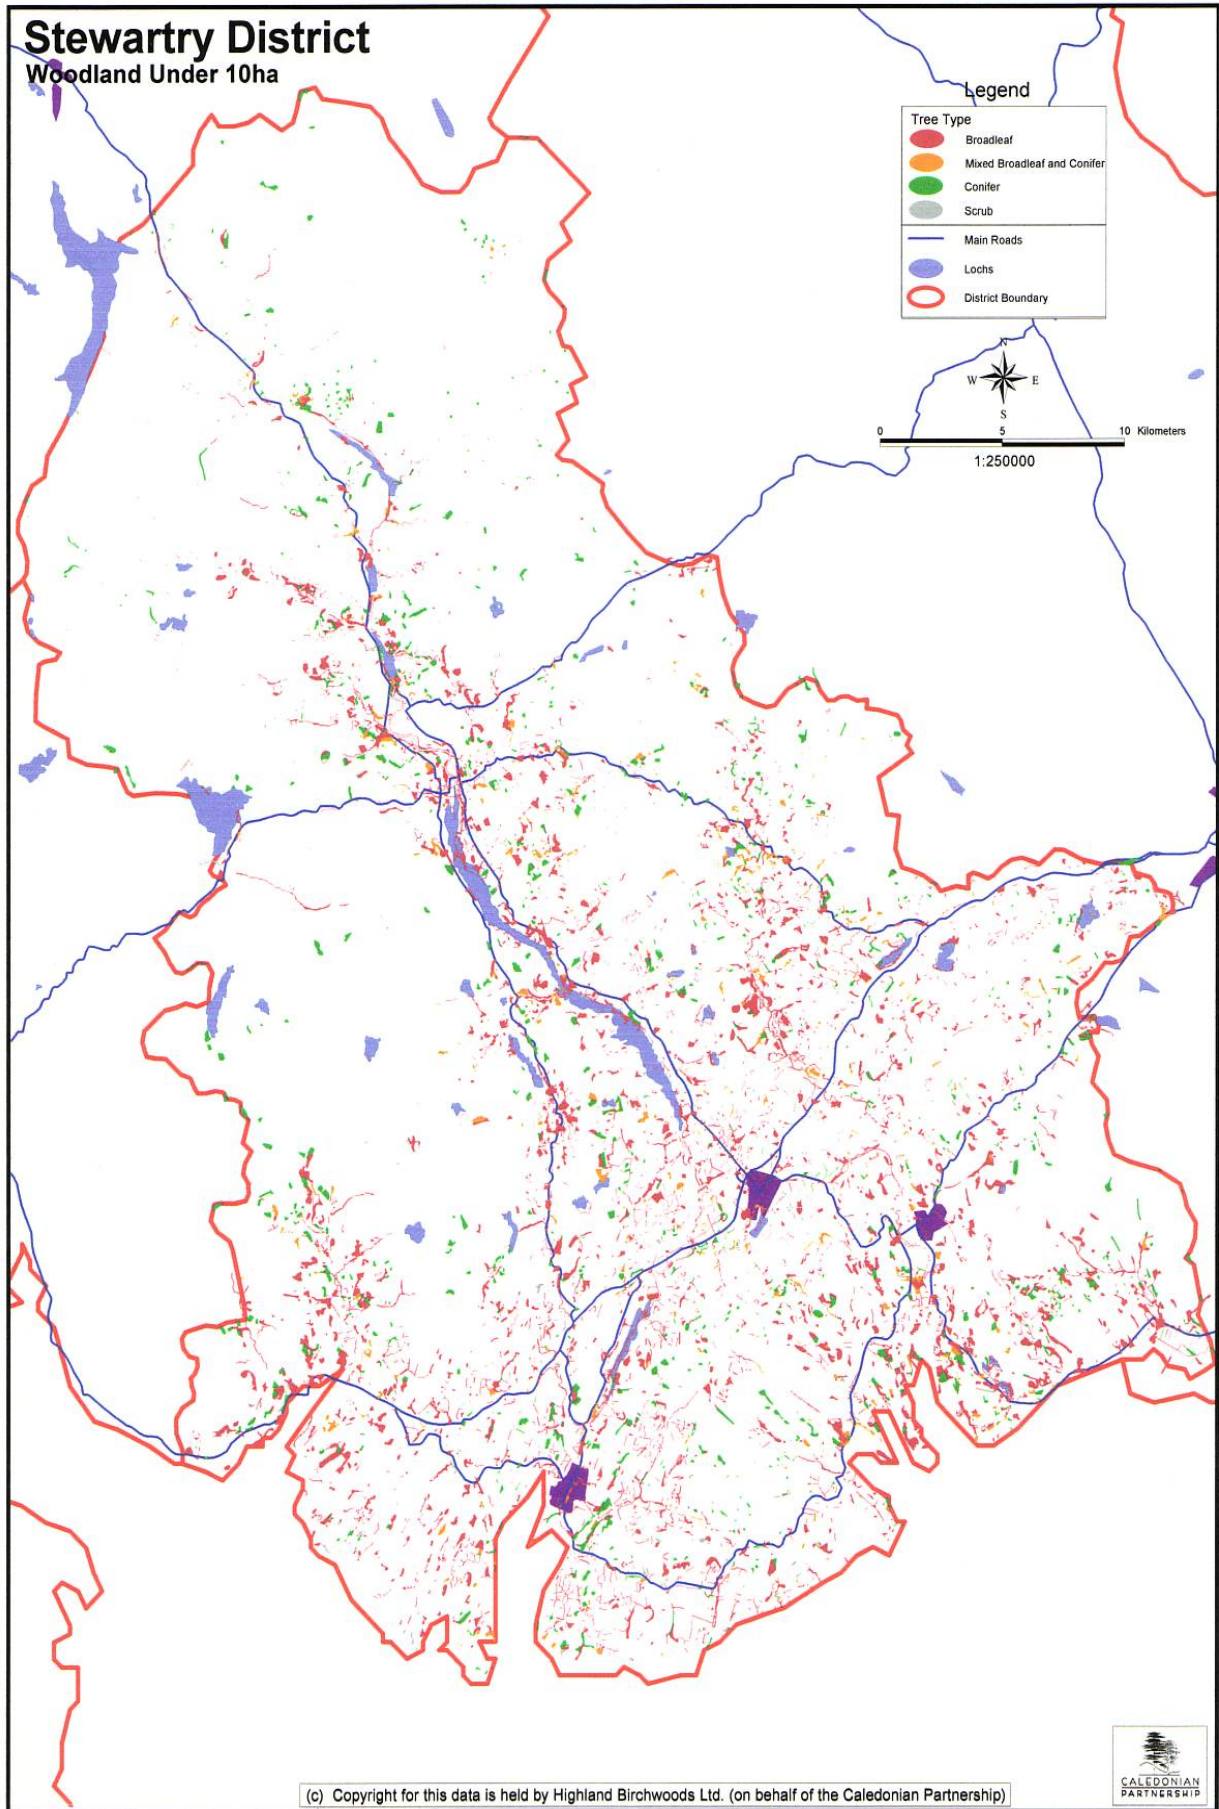 Stewartry District
Woodland Under 10ha
Legend
Tree Type
Broadleaf
Mixed Broadleaf and Conifer
Conifer
Scrub
Main Roads
Lochs
District Boundary
N
W E
S
0 5 10 Kilometers
1:250000
CALEDONIAN
PARTNERSHIP
(c) Copyright for this data is held by Highland Birchwoods Ltd. (on behalf of the Caledonian Partnership)